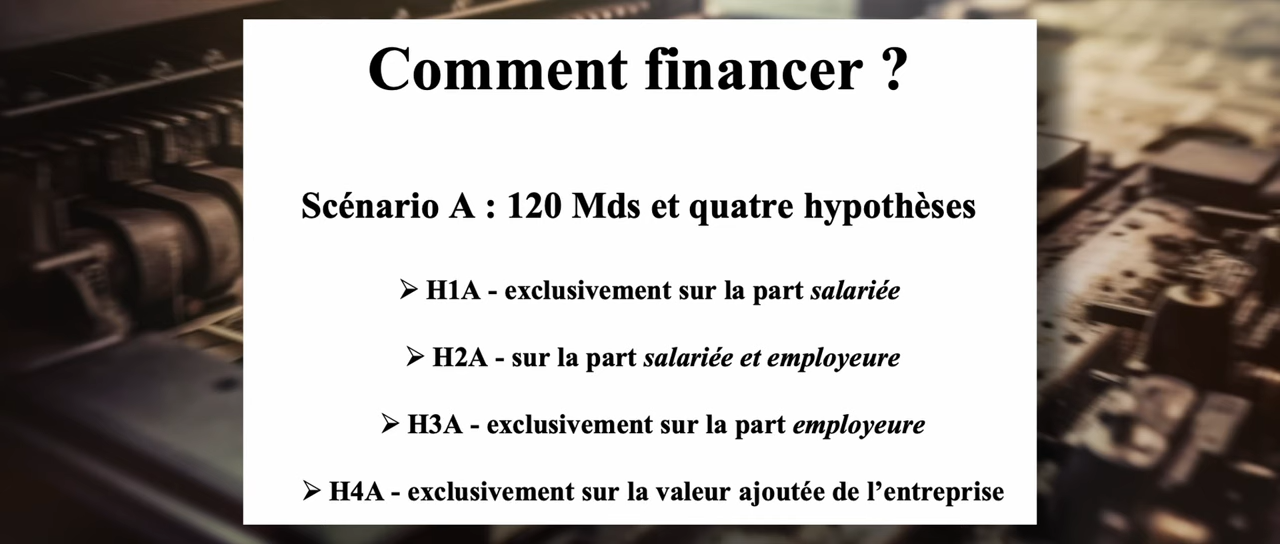 Comment financer ?
Scénario A : 120 Mds et quatre hypothèses
➢ H1A - exclusivement sur la part salariée
➢ H2A - sur la part salariée et employeure
➢ H3A - exclusivement sur la part employeure
➢ H4A - exclusivement sur la valeur ajoutée de l’entreprise